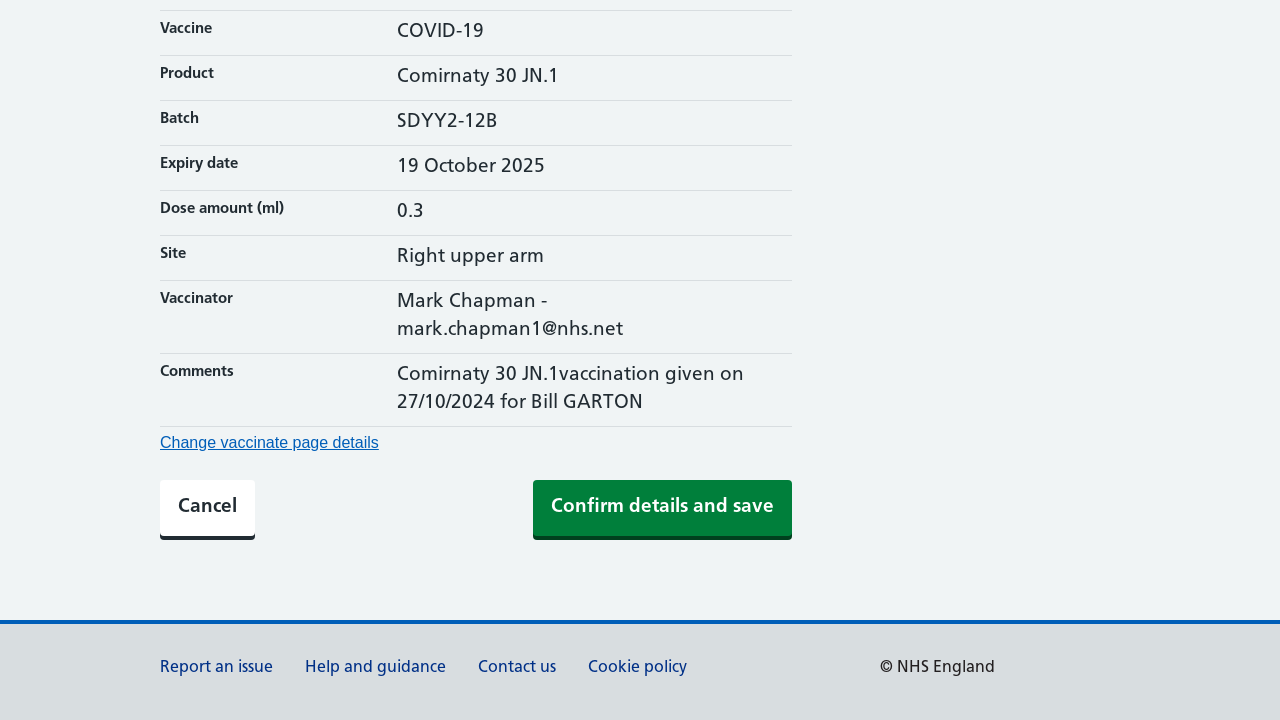 Vaccine COVID-19
Product Comirnaty 30 JN.1
Batch SDYY2-12B
Expiry date 19 October 2025
Dose amount (ml) 0.3
Site Right upper arm
Vaccinator Mark Chapman -
mark.chapman1@nhs.net
Comments Comirnaty 30 JN.1vaccination given on
27/10/2024 for Bill GARTON
Change vaccinate page details
Cancel Confirm details and save
Report an issue Help and guidance Contact us Cookie policy © NHS England